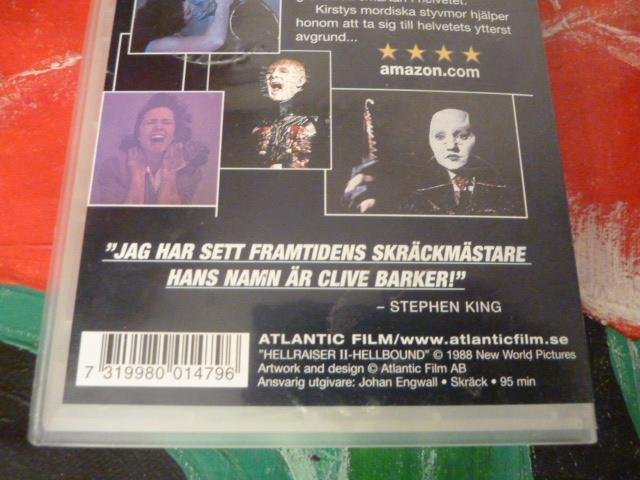 helvetet.
Kirstys mordiska styvmor hjälper
honom att ta sig till helvetets ytterst
avgrund...
amazon.com
"JAG HAR SETT FRAMTIDENS SKRÄCKMÄSTARE
HANS NAMN ÄR CLIVE BARKER!"
– STEPHEN KING
ATLANTIC FILM/www.atlanticfilm.se
"HELLRAISER II-HELLBOUND" © 1988 New World Pictures
Artwork and design © Atlantic Film AB
Ansvarig utgivare: Johan Engwall • Skräck • 95 min
7 319980 014796